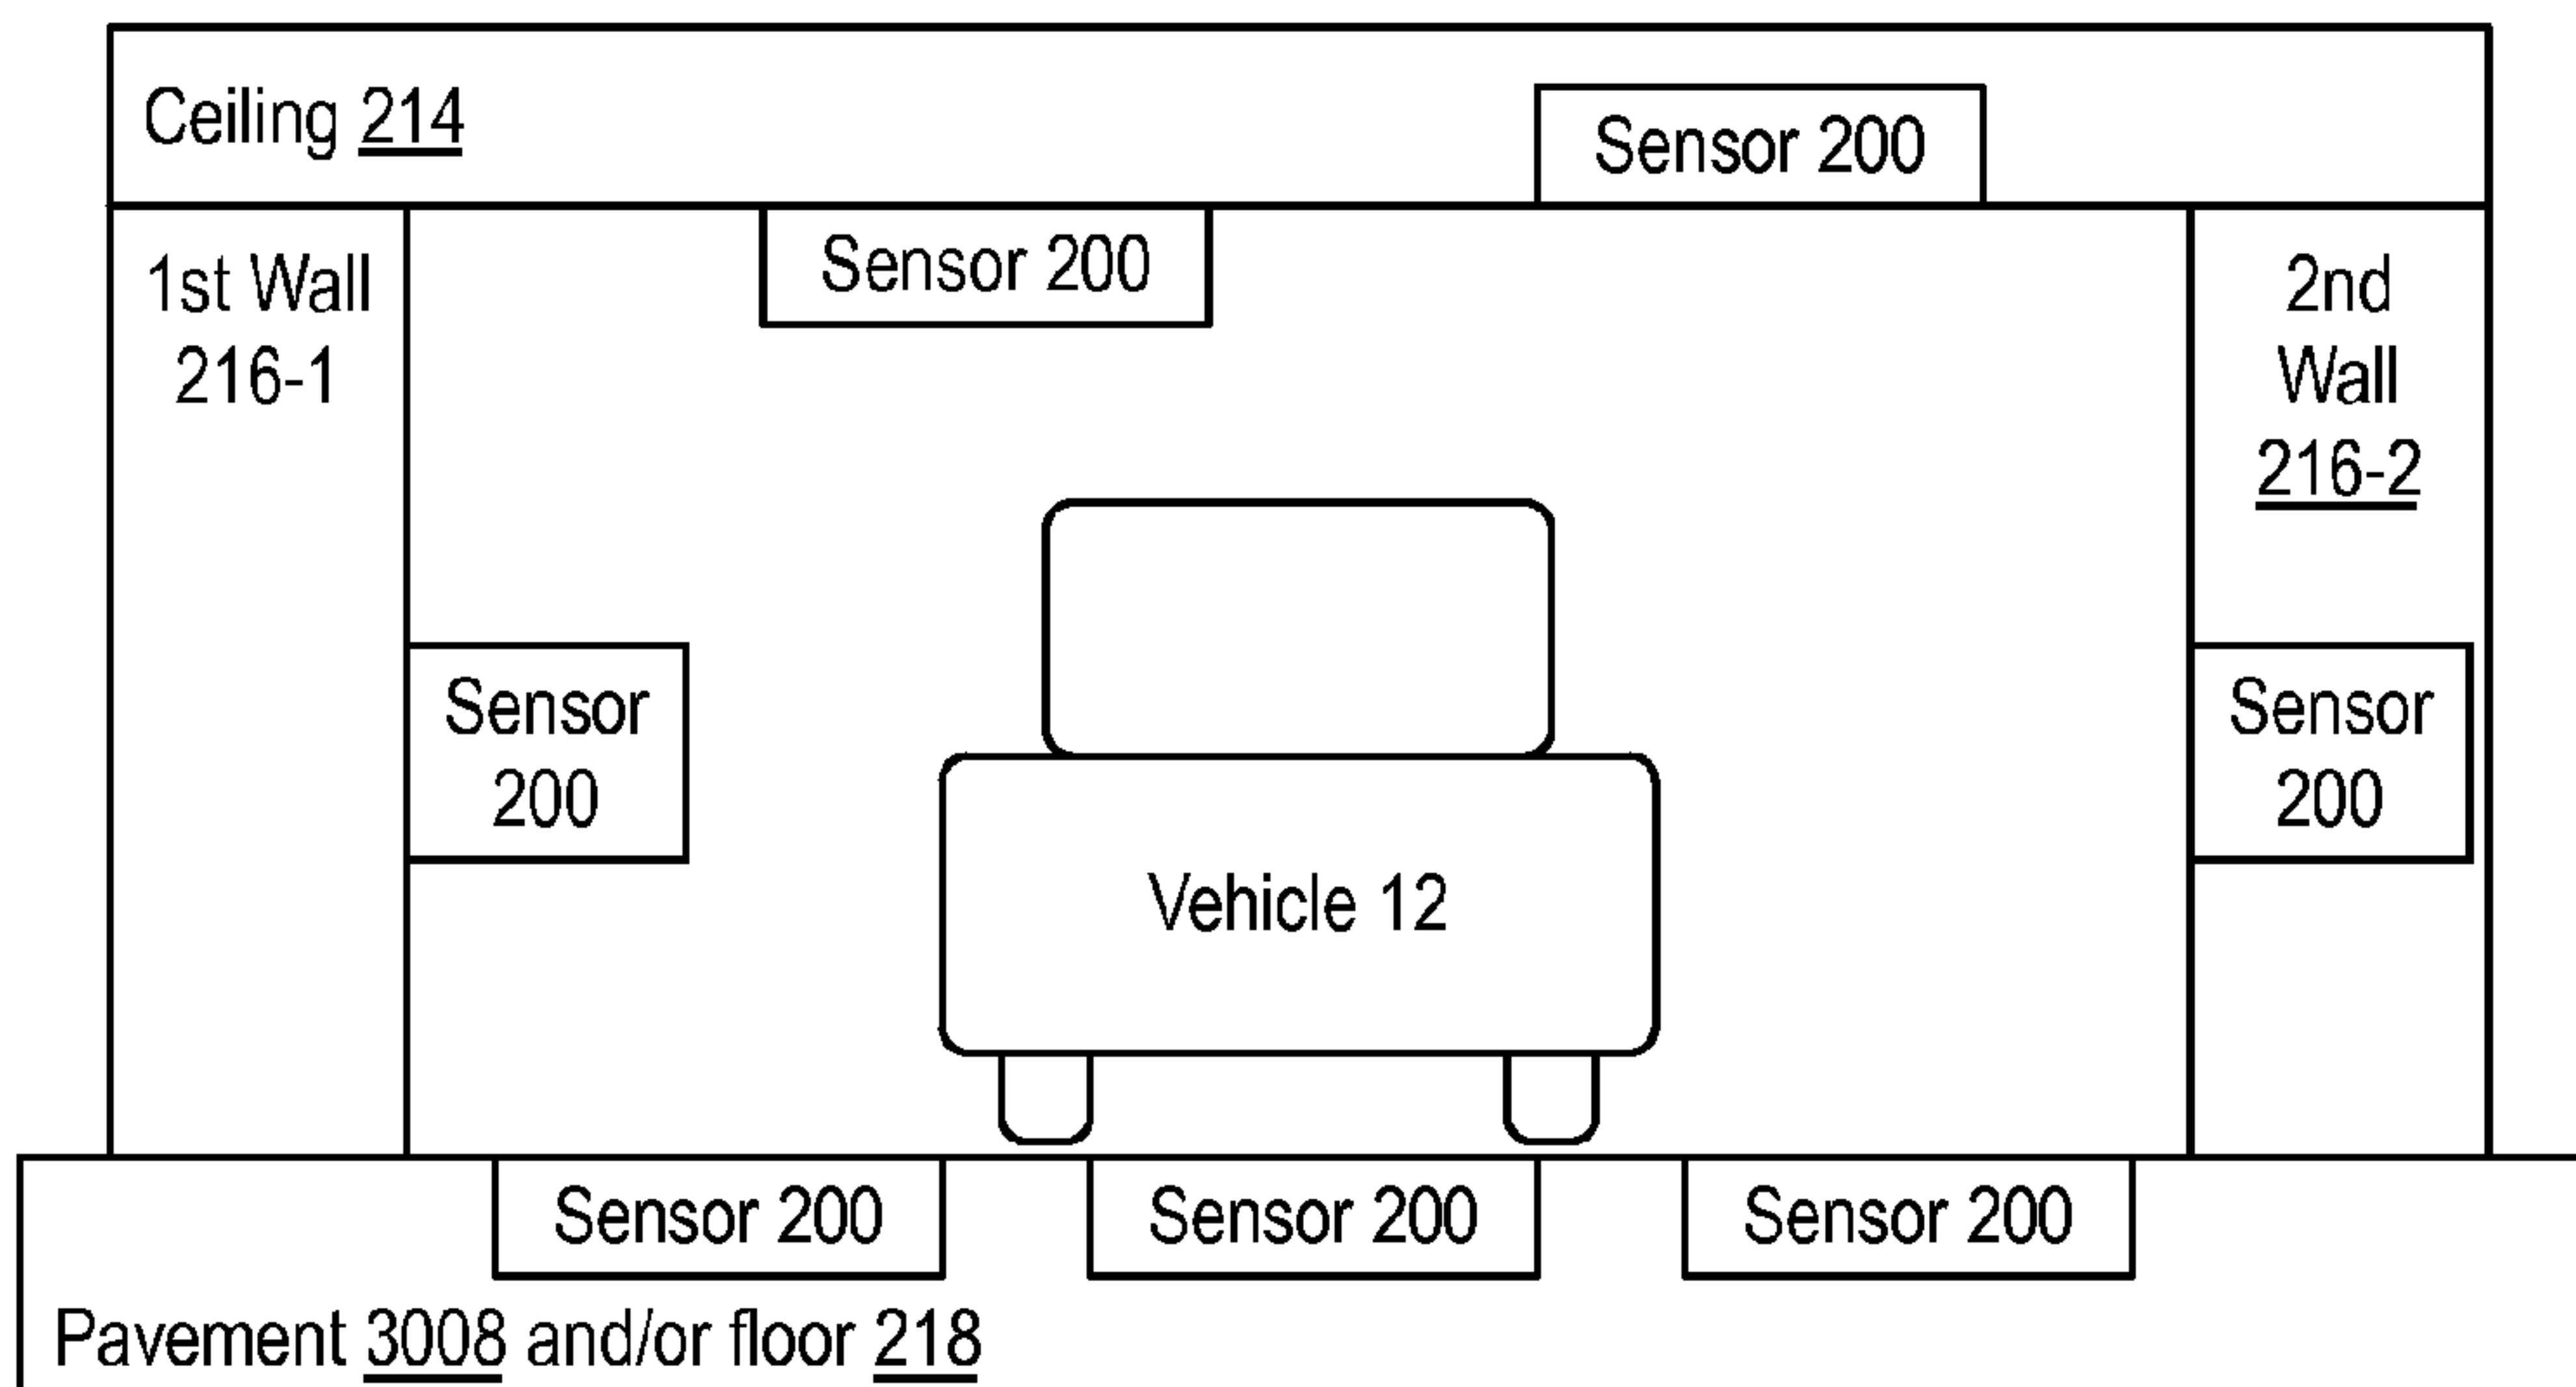 Ceiling 214
Sensor 200
Sensor 200
1st Wall
216-1
2nd
Wall
216-2
Sensor
200
Sensor
200
Vehicle 12
Sensor 200
Sensor 200
Sensor 200
Pavement 3008 and/or floor 218